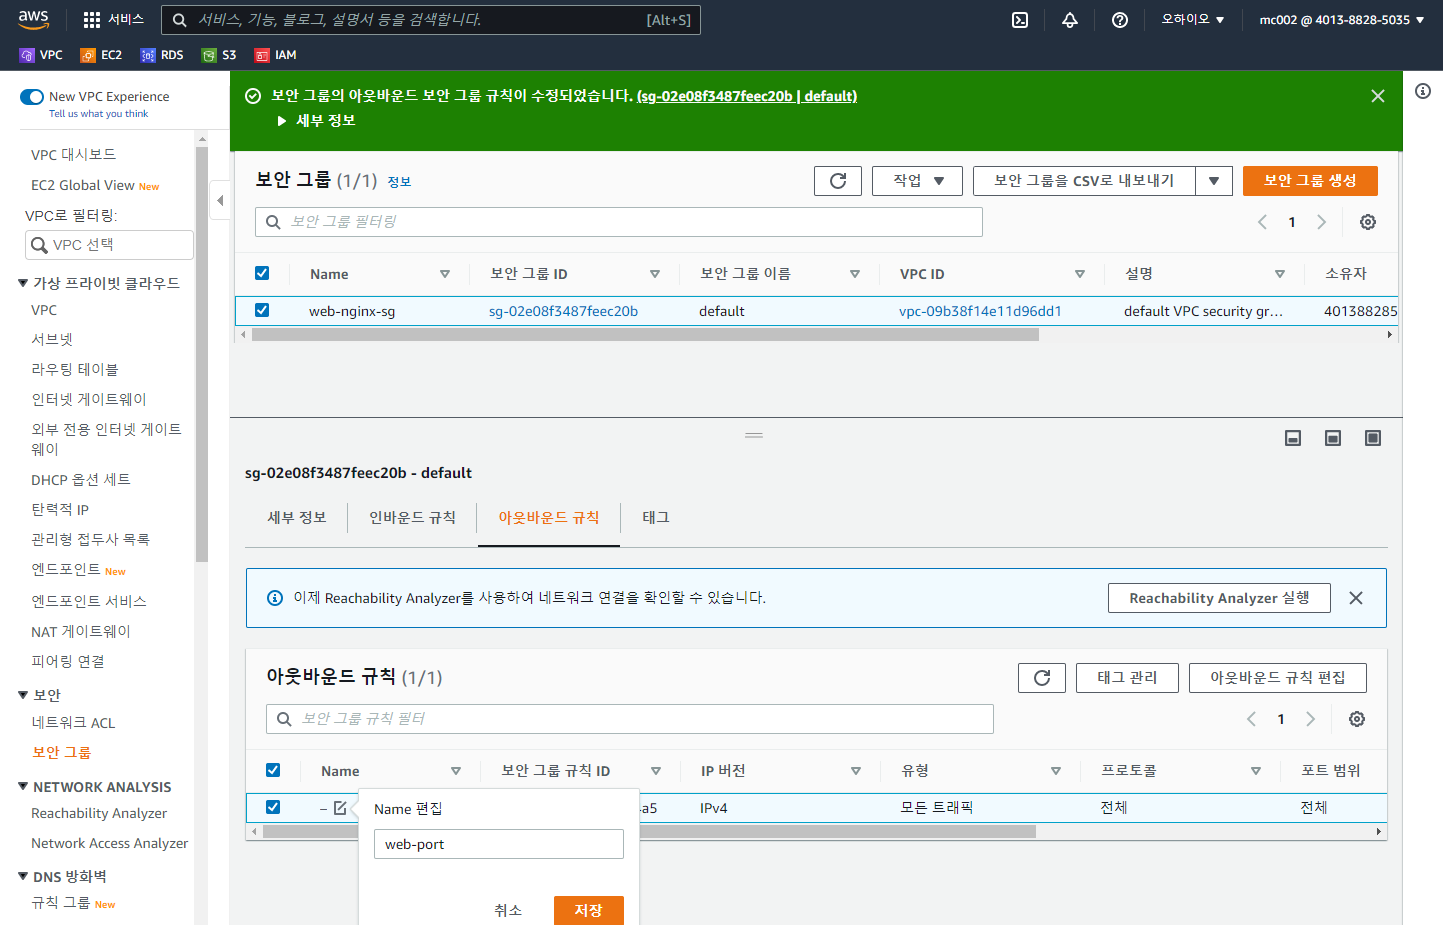 aws
서비스
서비스, 기능, 블로그, 설명서 등을 검색합니다.
[Alt+S]
오하이오 ▼
mc002 @ 4013-8828-5035 ▼
VPC
EC2
RDS
S3
IAM
New VPC Experience
Tell us what you think
VPC 대시보드
EC2 Global View New
VPC로 필터링:
VPC 선택
가상 프라이빗 클라우드
VPC
서브넷
라우팅 테이블
인터넷 게이트웨이
외부 전용 인터넷 게이트
웨이
DHCP 옵션 세트
탄력적 IP
관리형 접두사 목록
엔드포인트 New
엔드포인트 서비스
NAT 게이트웨이
피어링 연결
보안
네트워크 ACL
보안 그룹
NETWORK ANALYSIS
Reachability Analyzer
Network Access Analyzer
DNS 방화벽
규칙 그룹 New
보안 그룹의 아웃바운드 보안 그룹 규칙이 수정되었습니다. (sg-02e08f3487feec20b | default)
▶ 세부 정보
보안 그룹 (1/1) 정보
작업 ▼
보안 그룹을 CSV로 내보내기
보안 그룹 생성
보안 그룹 필터링
1
Name
보안 그룹 ID
보안 그룹 이름
VPC ID
설명
소유자
web-nginx-sg
sg-02e08f3487feec20b
default
vpc-09b38f14e11d96dd1
default VPC security gr...
401388285
sg-02e08f3487feec20b - default
세부 정보
인바운드 규칙
아웃바운드 규칙
태그
이제 Reachability Analyzer를 사용하여 네트워크 연결을 확인할 수 있습니다.
Reachability Analyzer 실행
아웃바운드 규칙 (1/1)
태그 관리
아웃바운드 규칙 편집
보안 그룹 규칙 필터
1
Name
보안 그룹 규칙 ID
IP 버전
유형
프로토콜
포트 범위
–
a5
IPv4
모든 트래픽
전체
전체
Name 편집
web-port
취소
저장